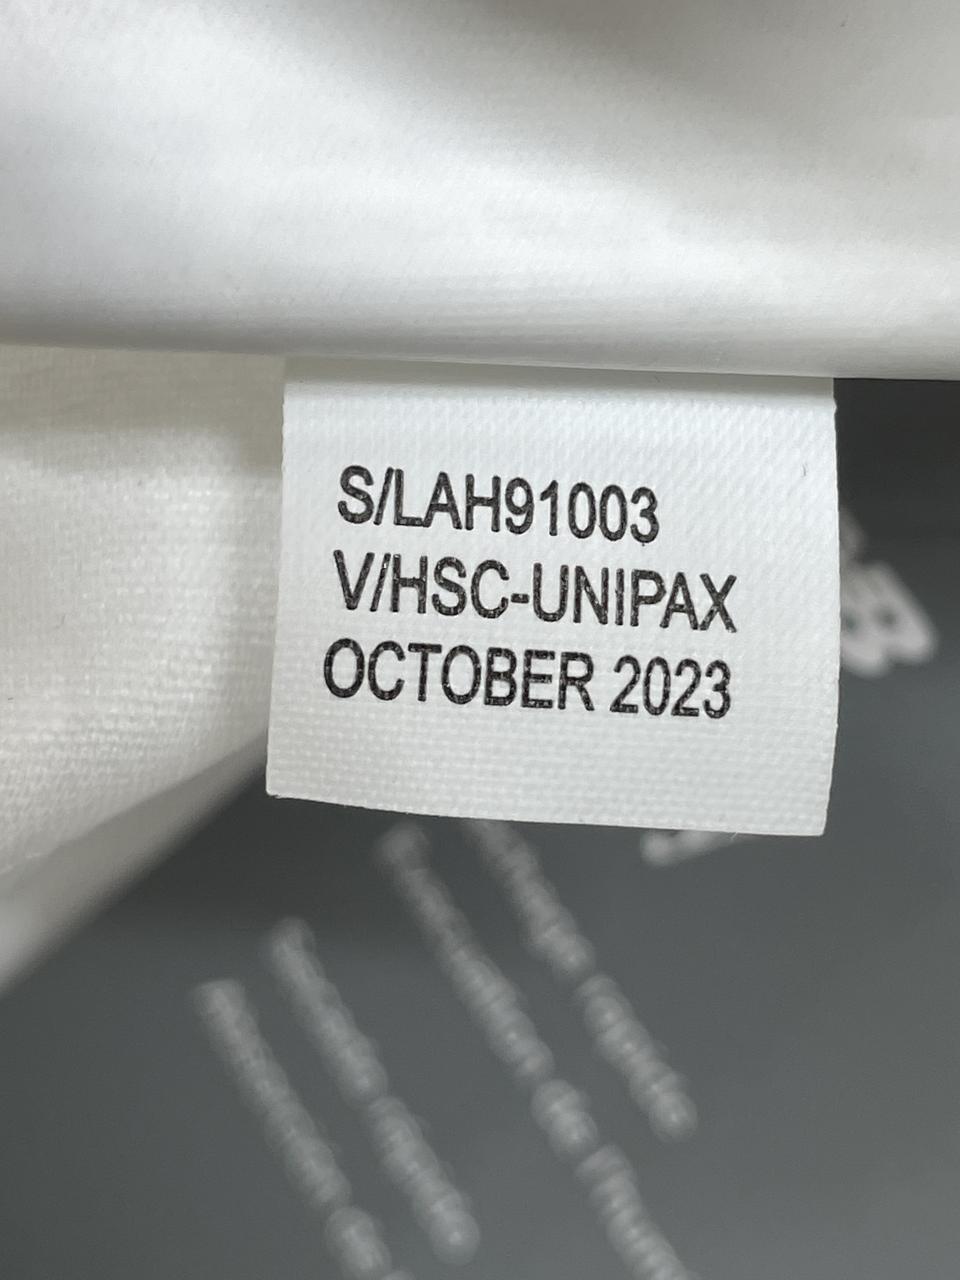 S/LAH91003
V/HSC-UNIPAX
OCTOBER 2023